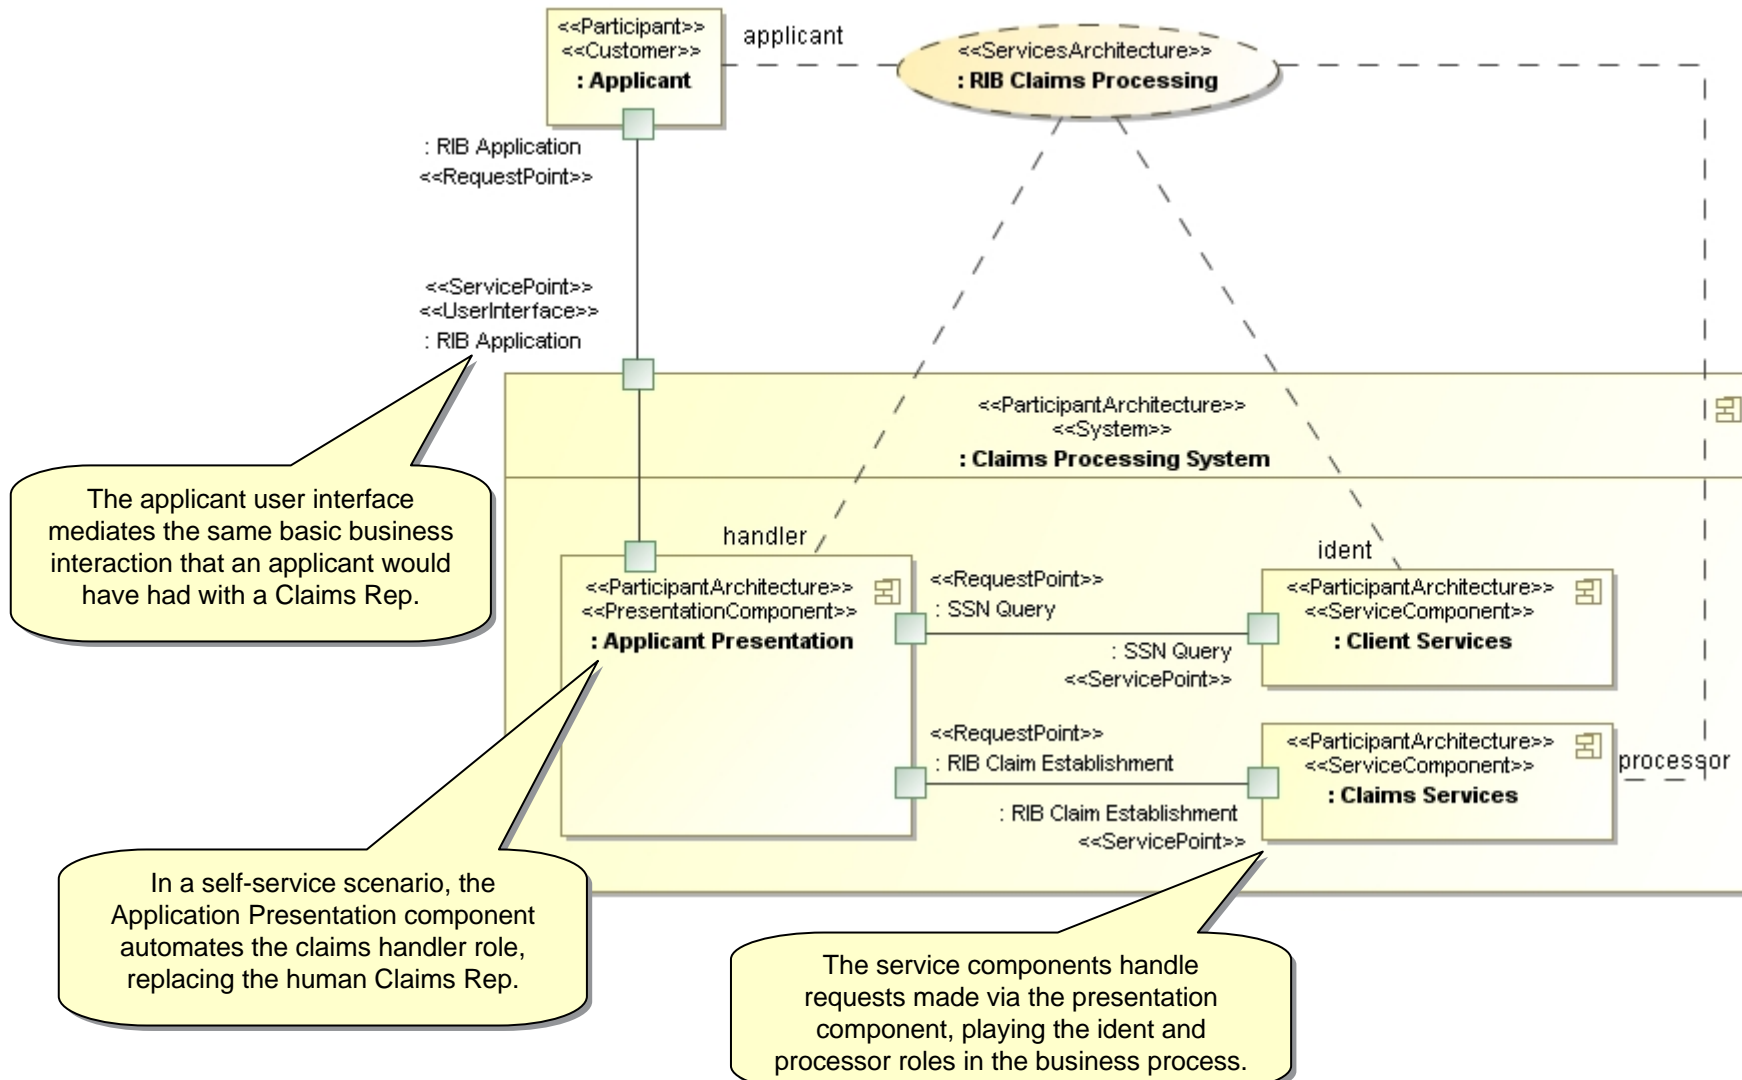 <<Participant>>
<<Customer>>
: Applicant
applicant
<<ServicesArchitecture>>
: RIB Claims Processing
: RIB Application
<<RequestPoint>>
<<ServicePoint>>
<<UserInterface>>
: RIB Application
<<ParticipantArchitecture>>
<<System>>
: Claims Processing System
The applicant user interface
mediates the same basic business
interaction that an applicant would
have had with a Claims Rep.
handler
ident
<<ParticipantArchitecture>>
<<PresentationComponent>>
: Applicant Presentation
<<RequestPoint>>
: SSN Query
: SSN Query
<<ServicePoint>>
<<ParticipantArchitecture>>
<<ServiceComponent>>
: Client Services
<<RequestPoint>>
: RIB Claim Establishment
: RIB Claim Establishment
<<ServicePoint>>
<<ParticipantArchitecture>>
<<ServiceComponent>>
: Claims Services
processor
In a self-service scenario, the
Application Presentation component
automates the claims handler role,
replacing the human Claims Rep.
The service components handle
requests made via the presentation
component, playing the ident and
processor roles in the business process.